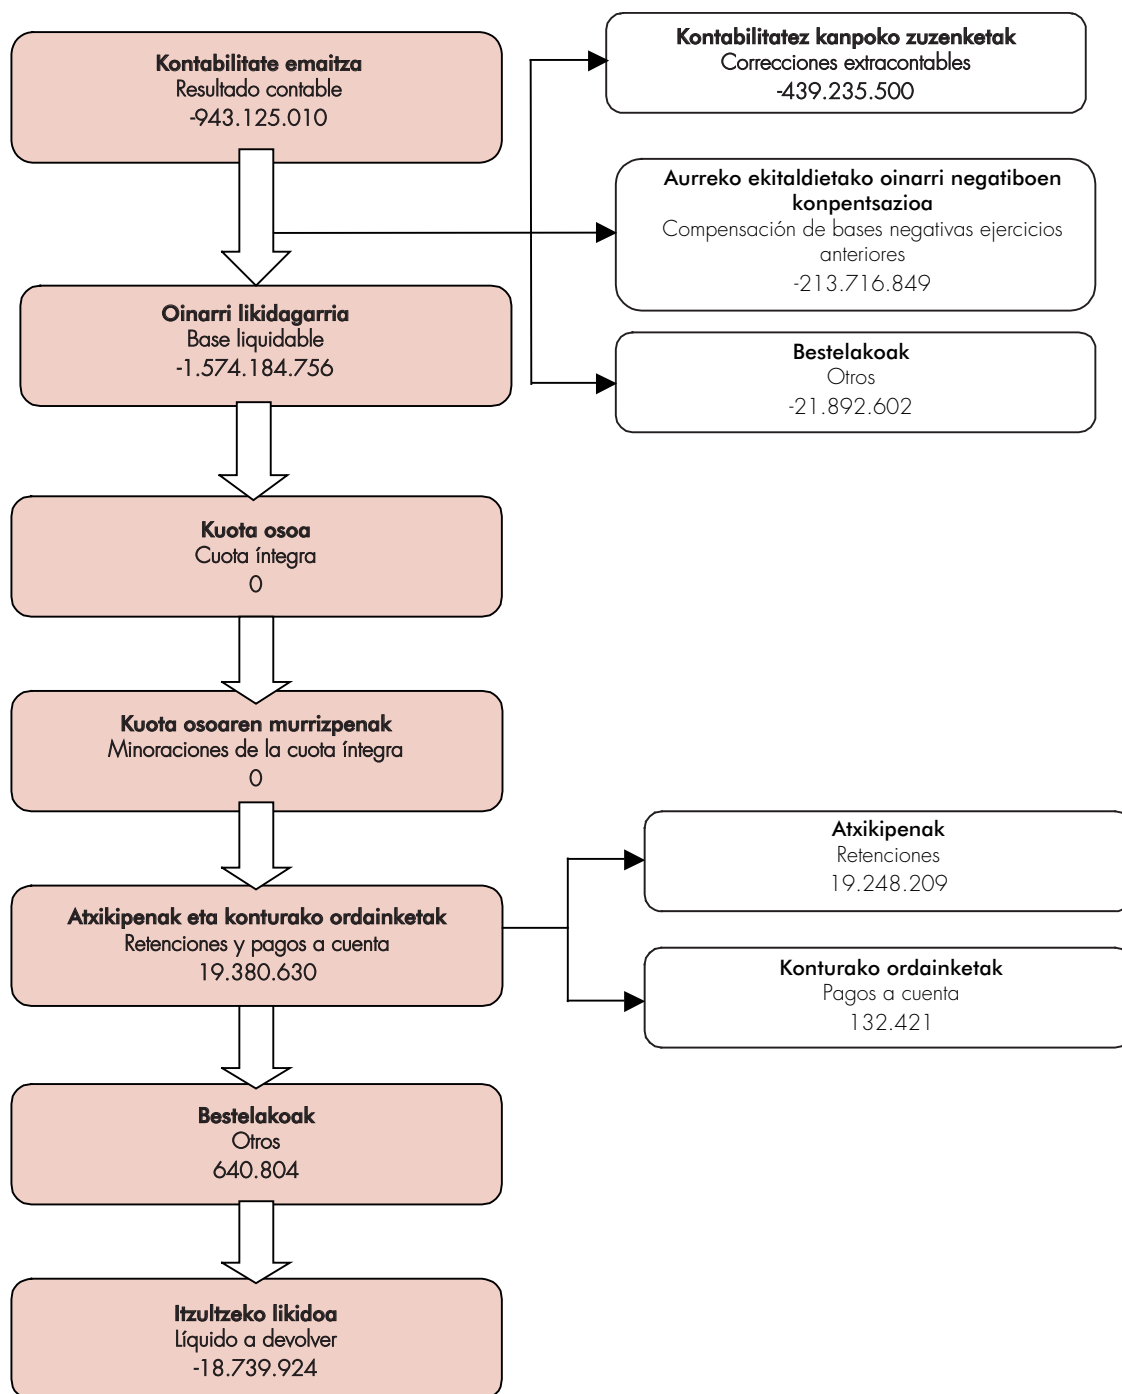 Kontabilitate emaitza
Resultado contable
-943.125.010
Kontabilitatez kanpoko zuzenketak
Correcciones extracontables
-439.235.500
Aurreko ekitaldietako oinarri negatiboen
konpentsazioa
Compensación de bases negativas ejercicios
anteriores
-213.716.849
Oinarri likidagarria
Base liquidable
-1.574.184.756
Bestelakoak
Otros
-21.892.602
Kuota osoa
Cuota íntegra
0
Kuota osoaren murrizpenak
Minoraciones de la cuota íntegra
0
Atxikipenak eta konturako ordainketak
Retenciones y pagos a cuenta
19.380.630
Atxikipenak
Retenciones
19.248.209
Konturako ordainketak
Pagos a cuenta
132.421
Bestelakoak
Otros
640.804
Itzultzeko likidoa
Líquido a devolver
-18.739.924